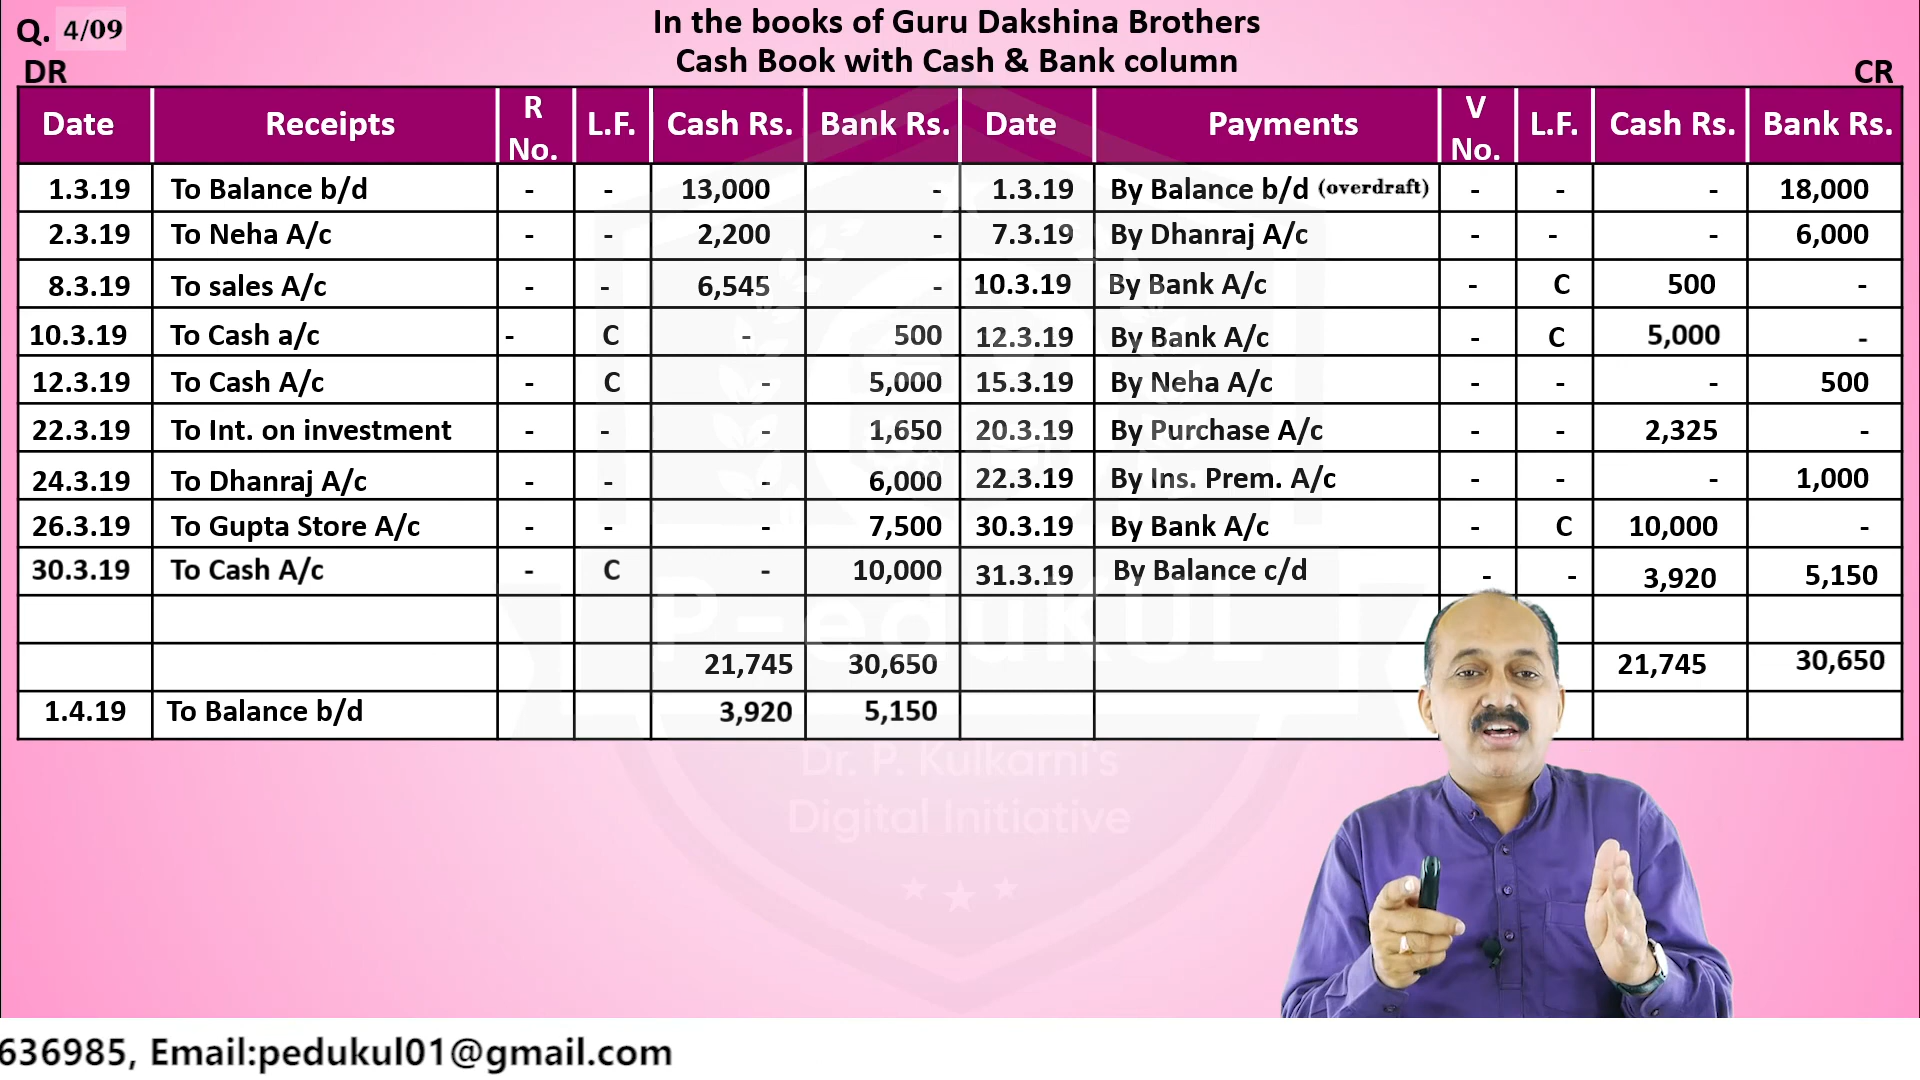 Q. 4/09
In the books of Guru Dakshina Brothers
Cash Book with Cash & Bank column
DR CR
Date Receipts R No. L.F. Cash Rs. Bank Rs. Date Payments V No. L.F. Cash Rs. Bank Rs.
1.3.19 To Balance b/d - - 13,000 - 1.3.19 By Balance b/d (overdraft) - - - 18,000
2.3.19 To Neha A/c - - 2,200 - 7.3.19 By Dhanraj A/c - - - 6,000
8.3.19 To sales A/c - - 6,545 - 10.3.19 By Bank A/c - C 500 -
10.3.19 To Cash a/c - C - 500 12.3.19 By Bank A/c - C 5,000 -
12.3.19 To Cash A/c - C - 5,000 15.3.19 By Neha A/c - - - 500
22.3.19 To Int. on investment - - - 1,650 20.3.19 By Purchase A/c - - 2,325 -
24.3.19 To Dhanraj A/c - - - 6,000 22.3.19 By Ins. Prem. A/c - - - 1,000
26.3.19 To Gupta Store A/c - - - 7,500 30.3.19 By Bank A/c - C 10,000 -
30.3.19 To Cash A/c - C - 10,000 31.3.19 By Balance c/d - - 3,920 5,150
P-eduKUL
21,745 30,650 21,745 30,650
1.4.19 To Balance b/d 3,920 5,150
Dr. P. Kulkarni's
Digital Initiative
636985, Email:pedukul01@gmail.com